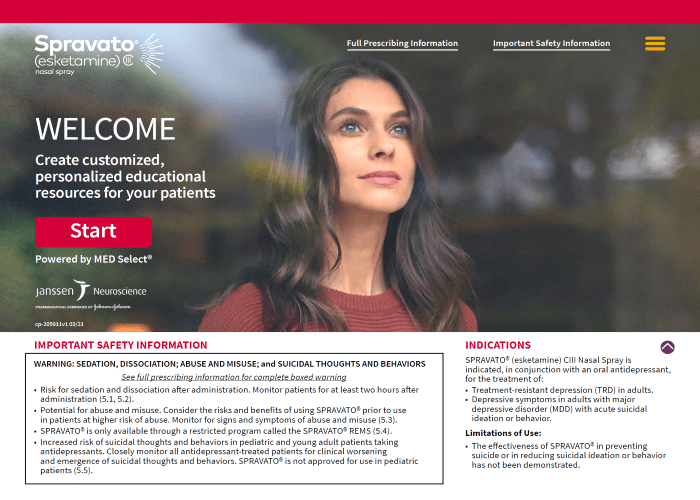 Spravato®
(esketamine) CIII
nasal spray
Full Prescribing Information
Important Safety Information
WELCOME
Create customized,
personalized educational
resources for your patients
Start
Powered by MED Select®
janssen Neuroscience
PHARMACEUTICAL COMPANIES OF Johnson & Johnson
cp-205911v1 03/21
IMPORTANT SAFETY INFORMATION
WARNING: SEDATION, DISSOCIATION; ABUSE AND MISUSE; and SUICIDAL THOUGHTS AND BEHAVIORS
See full prescribing information for complete boxed warning
• Risk for sedation and dissociation after administration. Monitor patients for at least two hours after
administration (5.1, 5.2).
• Potential for abuse and misuse. Consider the risks and benefits of using SPRAVATO® prior to use
in patients at higher risk of abuse. Monitor for signs and symptoms of abuse and misuse (5.3).
• SPRAVATO® is only available through a restricted program called the SPRAVATO® REMS (5.4).
• Increased risk of suicidal thoughts and behaviors in pediatric and young adult patients taking
antidepressants. Closely monitor all antidepressant-treated patients for clinical worsening
and emergence of suicidal thoughts and behaviors. SPRAVATO® is not approved for use in pediatric
patients (5.5).
INDICATIONS
SPRAVATO® (esketamine) CIII Nasal Spray is
indicated, in conjunction with an oral antidepressant,
for the treatment of:
• Treatment-resistant depression (TRD) in adults.
• Depressive symptoms in adults with major
depressive disorder (MDD) with acute suicidal
ideation or behavior.
Limitations of Use:
• The effectiveness of SPRAVATO® in preventing
suicide or in reducing suicidal ideation or behavior
has not been demonstrated.